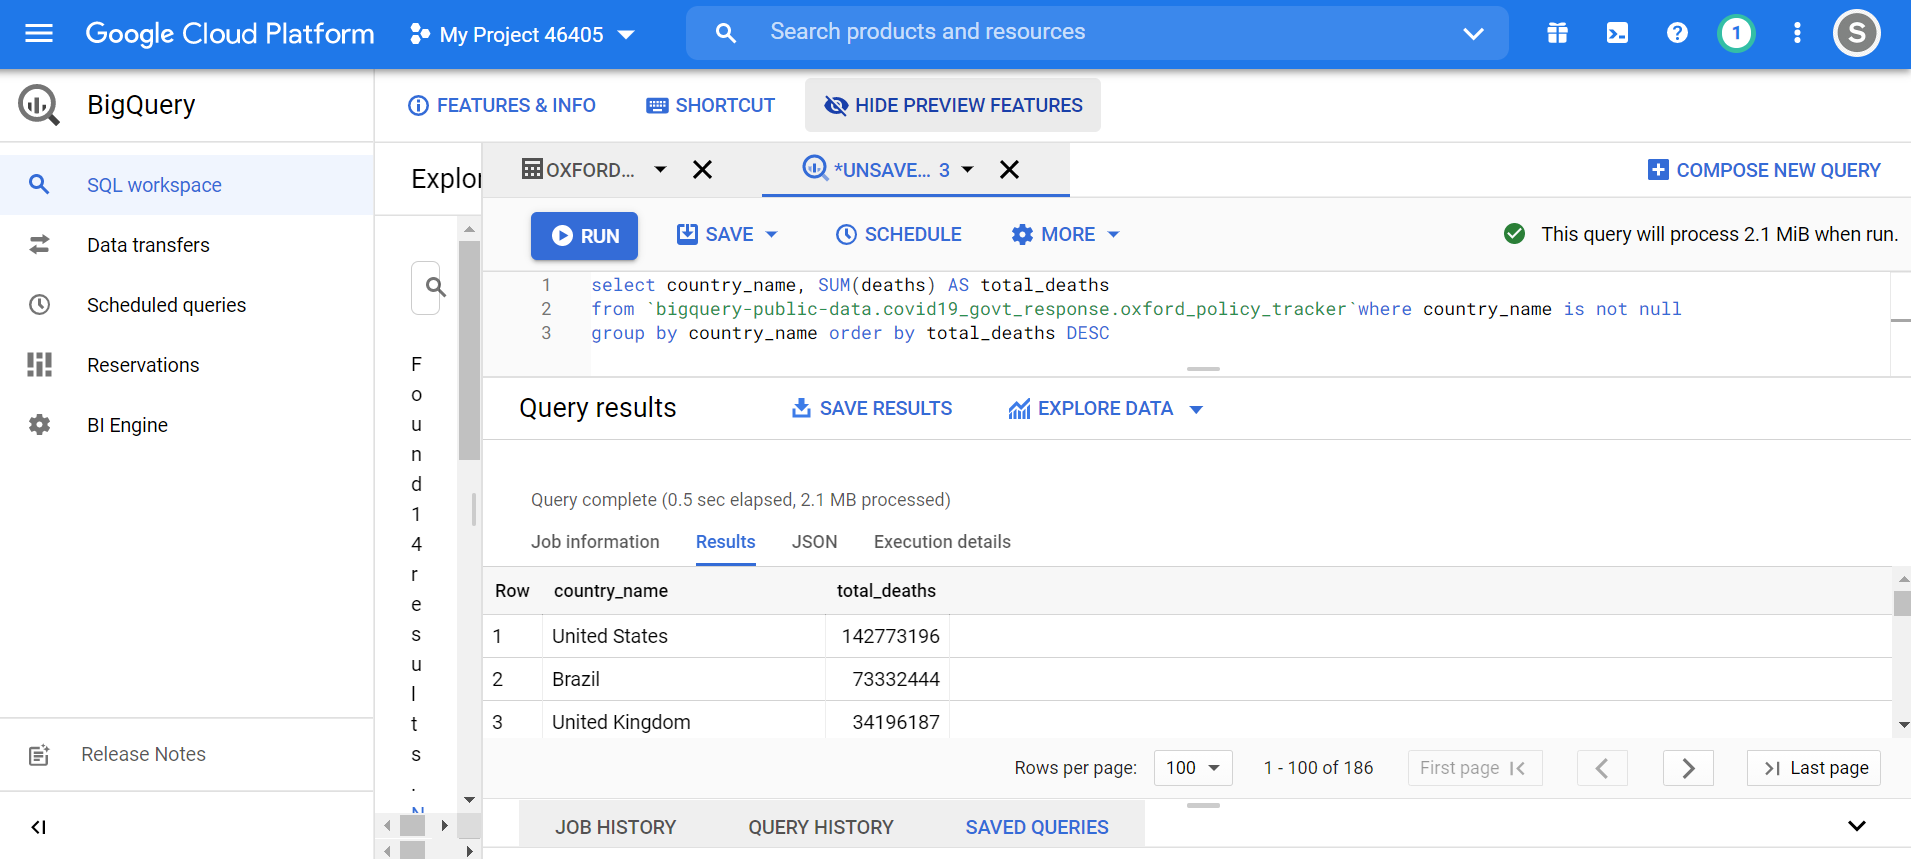 Google Cloud Platform
My Project 46405
Search products and resources
1
S
BigQuery
FEATURES & INFO
SHORTCUT
HIDE PREVIEW FEATURES
SQL workspace
Data transfers
Scheduled queries
Reservations
BI Engine
Release Notes
Explor
F
o
u
n
d
1
4
r
e
s
u
l
t
s
.
N
OXFORD...
*UNSAVE... 3
COMPOSE NEW QUERY
RUN
SAVE
SCHEDULE
MORE
This query will process 2.1 MiB when run.
1 select country_name, SUM(deaths) AS total_deaths
2 from `bigquery-public-data.covid19_govt_response.oxford_policy_tracker`where country_name is not null
3 group by country_name order by total_deaths DESC
Query results
SAVE RESULTS
EXPLORE DATA
Query complete (0.5 sec elapsed, 2.1 MB processed)
Job information Results JSON Execution details
Row country_name total_deaths
1 United States 142773196
2 Brazil 73332444
3 United Kingdom 34196187
Rows per page: 100 1 - 100 of 186 First page Last page
JOB HISTORY QUERY HISTORY SAVED QUERIES